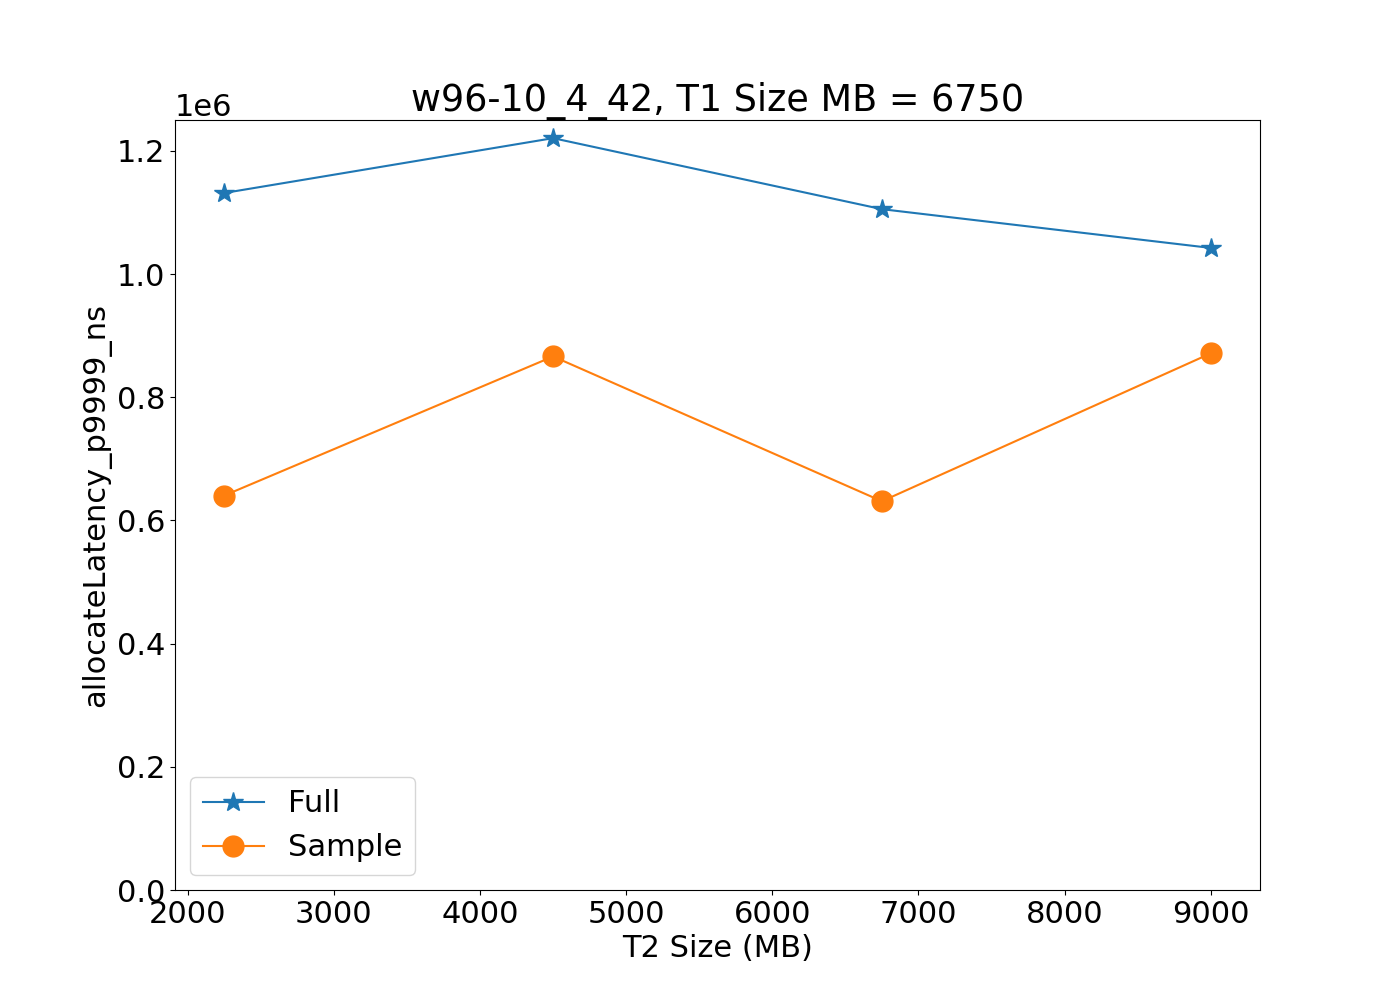 w96-10_4_42, T1 Size MB = 6750
1e6
1.2
1.0
0.8
0.6
0.4
0.2
0.0
allocateLatency_p9999_ns
Full
Sample
2000 3000 4000 5000 6000 7000 8000 9000
T2 Size (MB)